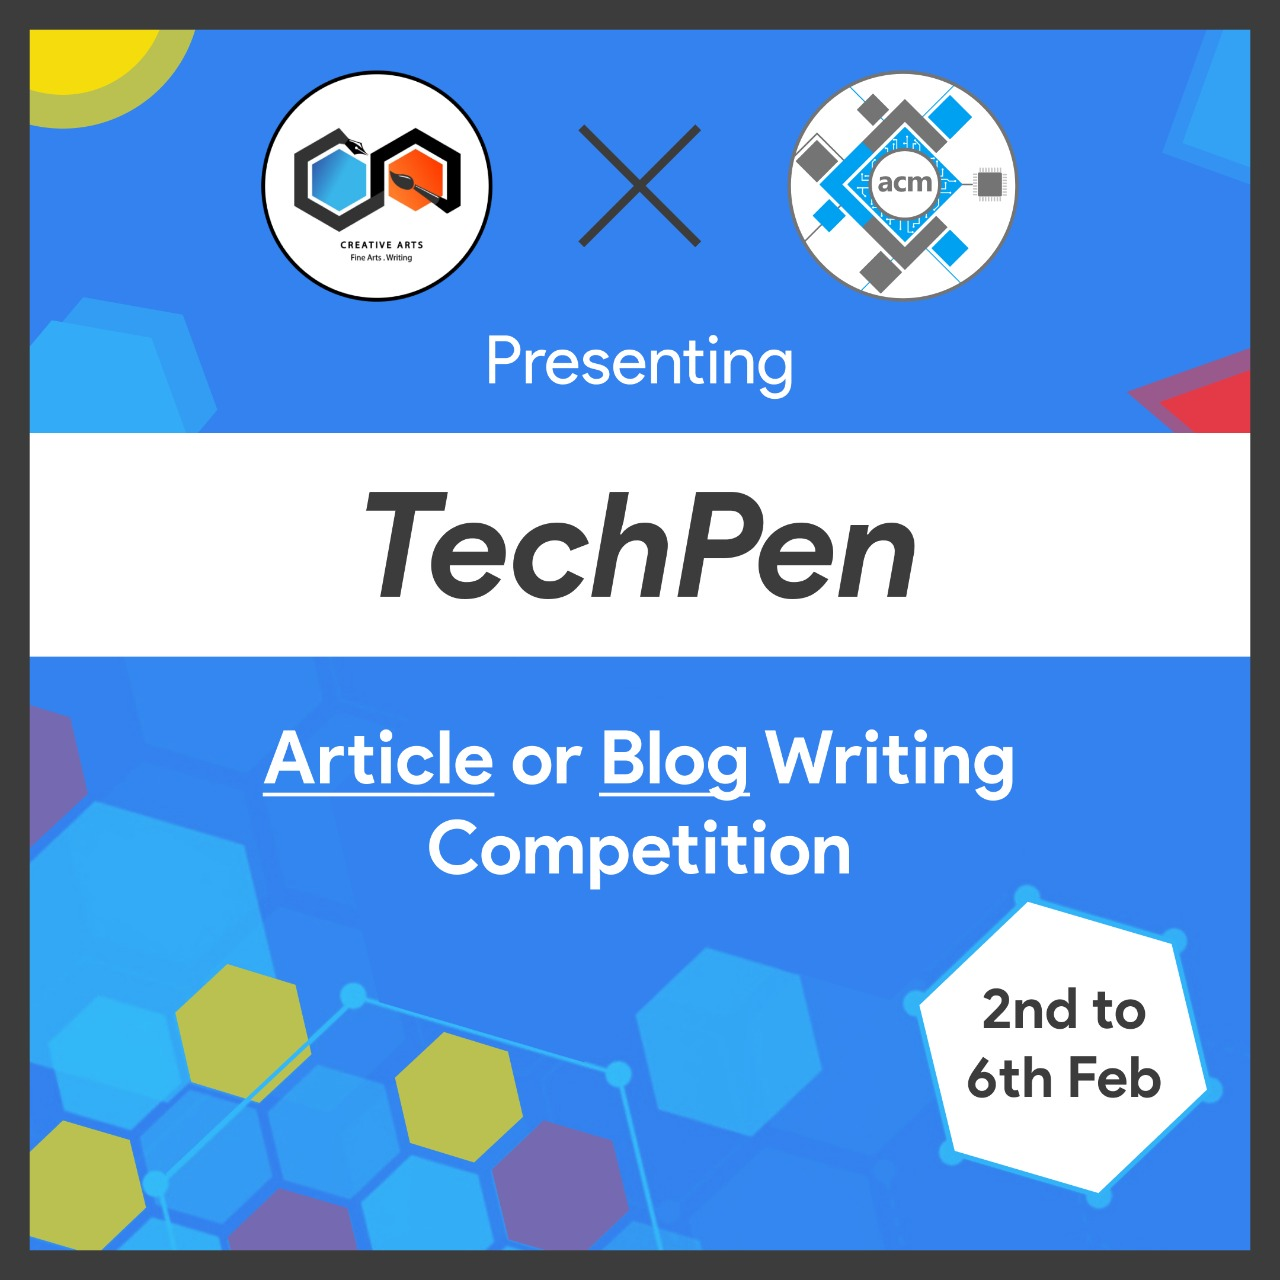 CREATIVE ARTS
Fine Arts . Writing
acm
Presenting
TechPen
Article or Blog Writing
Competition
2nd to
6th Feb